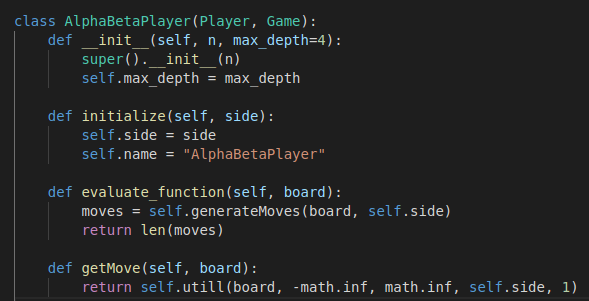 class AlphaBetaPlayer(Player, Game):
    def __init__(self, n, max_depth=4):
        super().__init__(n)
        self.max_depth = max_depth

    def initialize(self, side):
        self.side = side
        self.name = "AlphaBetaPlayer"

    def evaluate_function(self, board):
        moves = self.generateMoves(board, self.side)
        return len(moves)

    def getMove(self, board):
        return self.utill(board, -math.inf, math.inf, self.side, 1)